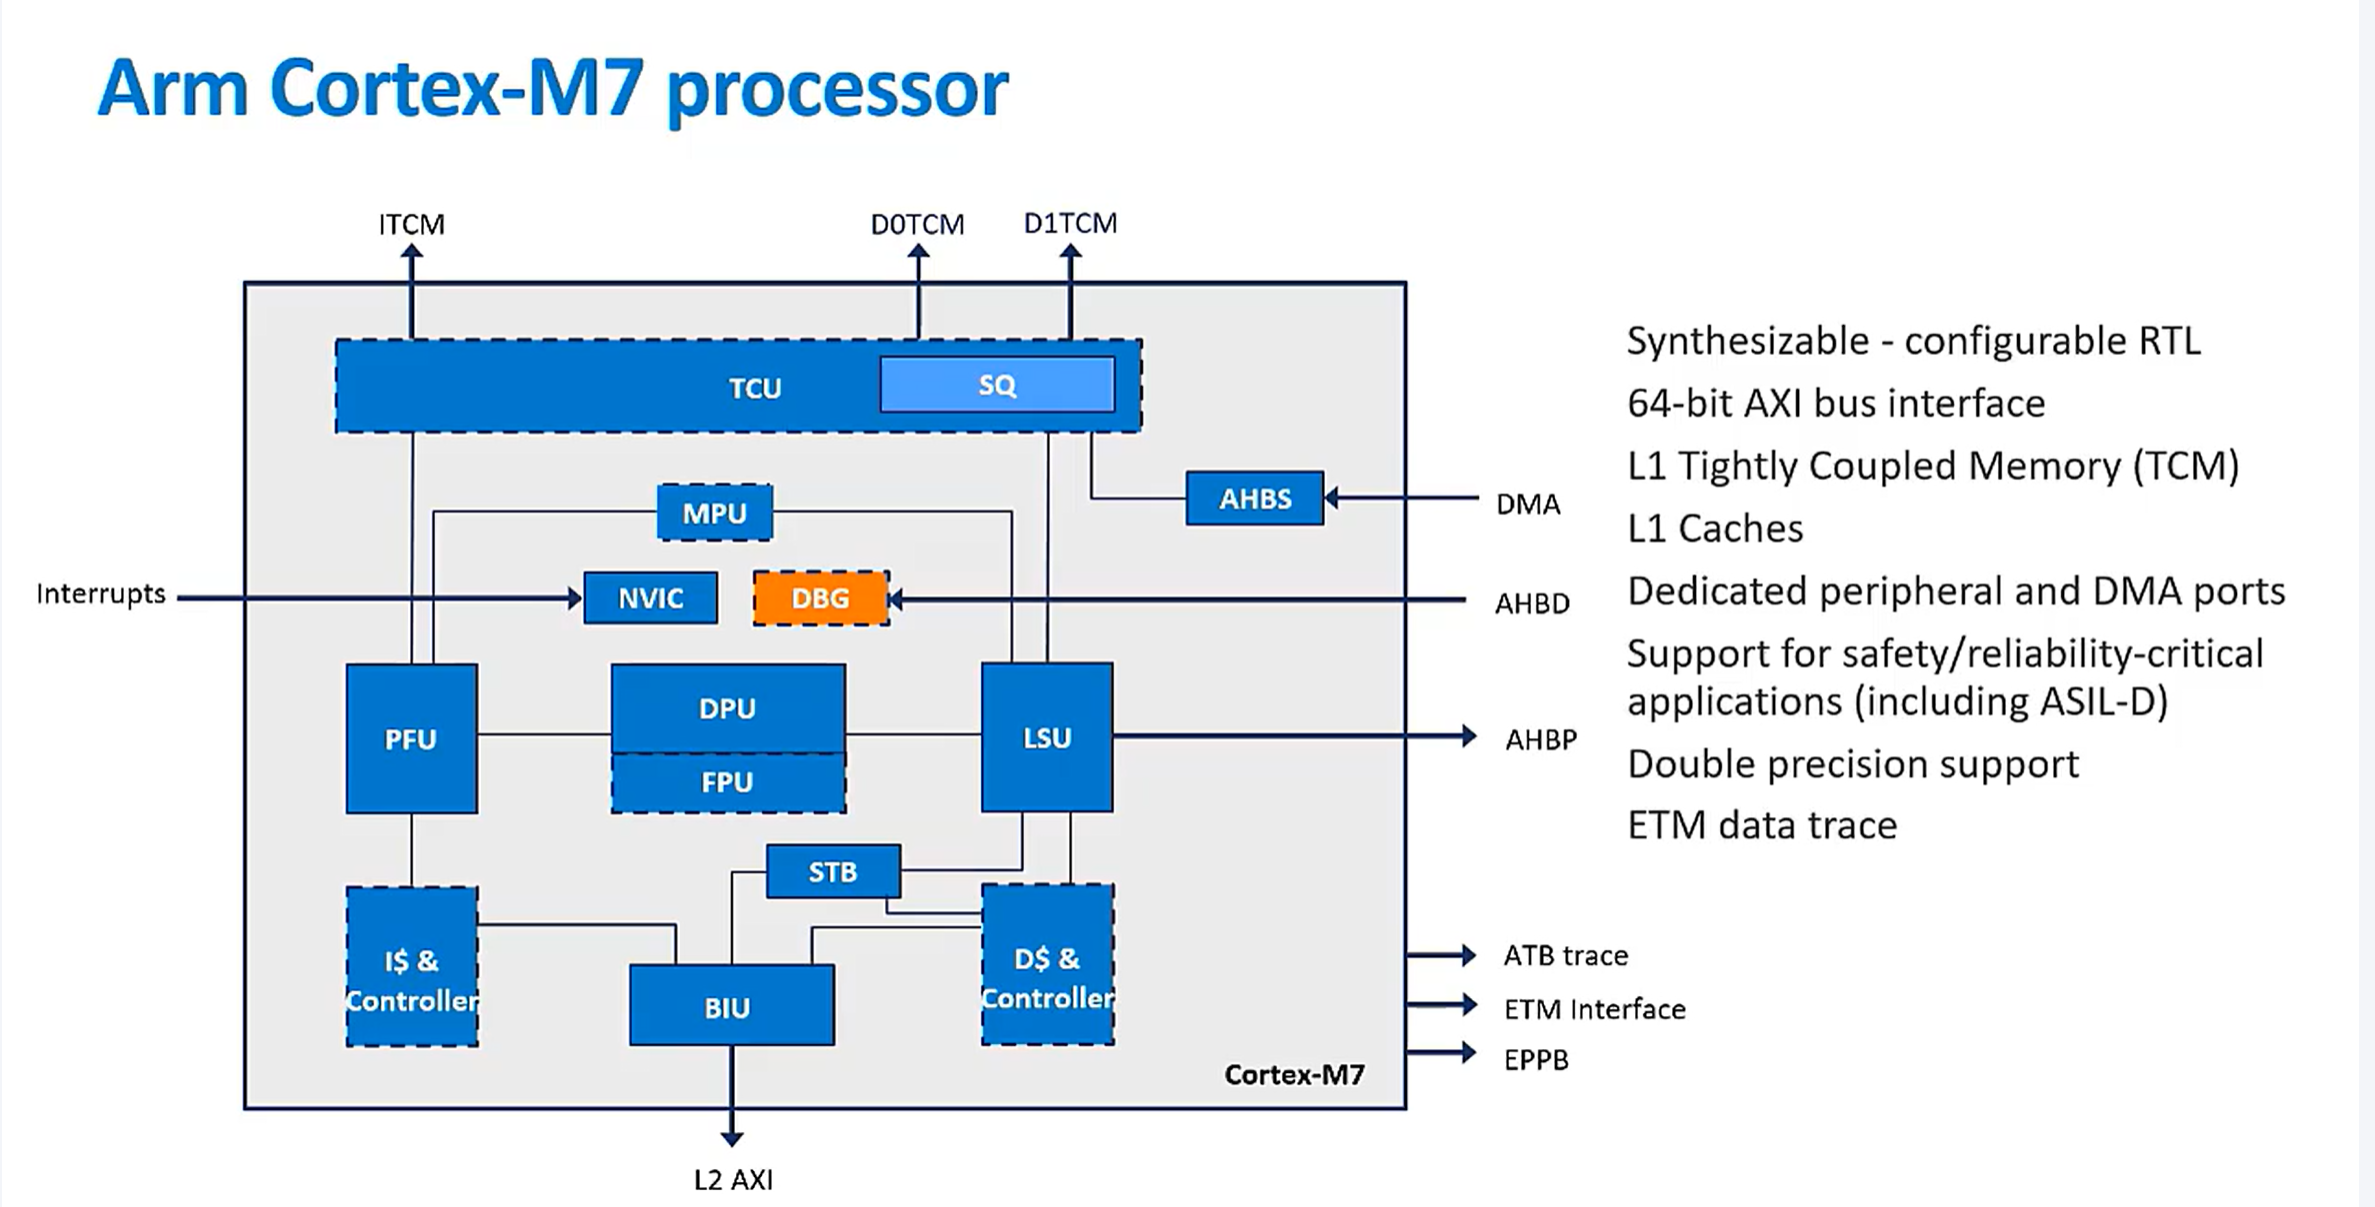 Arm Cortex-M7 processor
ITCM
D0TCM
D1TCM
TCU
SQ
MPU
AHBS
DMA
Interrupts
NVIC
DBG
AHBD
PFU
DPU
FPU
LSU
AHBP
STB
I$ &
Controller
BIU
D$ &
Controller
ATB trace
ETM Interface
EPPB
Cortex-M7
L2 AXI
Synthesizable - configurable RTL
64-bit AXI bus interface
L1 Tightly Coupled Memory (TCM)
L1 Caches
Dedicated peripheral and DMA ports
Support for safety/reliability-critical
applications (including ASIL-D)
Double precision support
ETM data trace